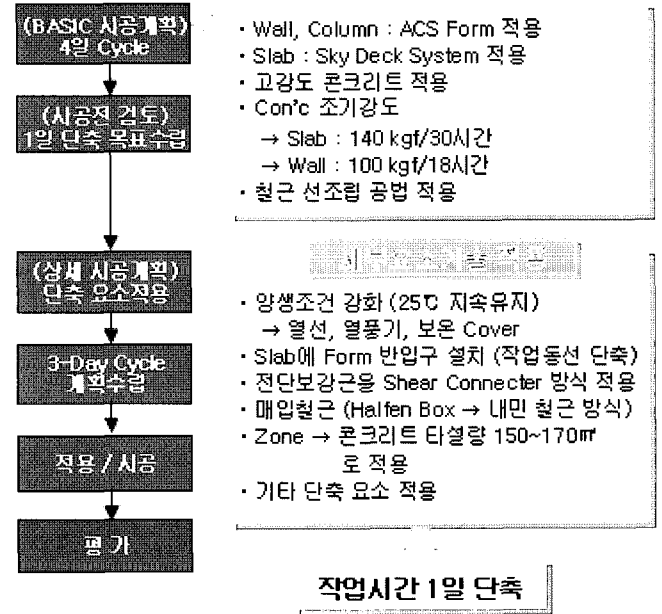 (BASIC 시공계획)
4일 Cycle
(시공전 검토)
1일 단축 목표수립
(상세 시공계획)
단축 요소적용
3-Day Cycle
계획수립
적용 / 시공
평 가
· Wall, Column : ACS Form 적용
· Slab : Sky Deck System 적용
· 고강도 콘크리트 적용
· Con'c 조기강도
→ Slab : 140 kgf/30시간
→ Wall : 100 kgf/18시간
· 철근 선조립 공법 적용
· 양생조건 강화 (25℃ 지속유지)
→ 열선, 열풍기, 보온 Cover
· Slab에 Form 반입구 설치 (작업동선 단축)
· 전단보강근을 Shear Connecter 방식 적용
· 매입철근 (Halfen Box → 내민 철근 방식)
· Zone → 콘크리트 타설량 150~170㎥
로 적용
· 기타 단축 요소 적용
작업시간 1일 단축